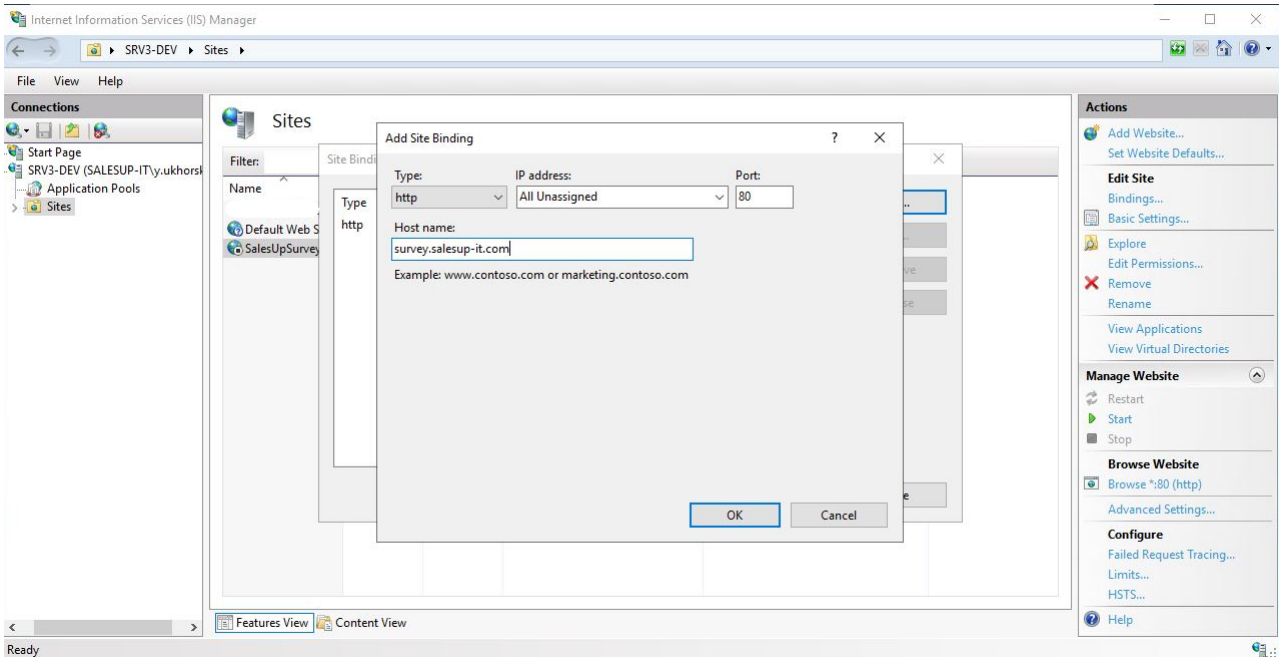 Internet Information Services (IIS) Manager
SRV3-DEV Sites
File View Help
Connections
Start Page
SRV3-DEV (SALESUP-IT\y.ukhorsk
Application Pools
Sites
Sites
Filter:
Name
Default Web S
SalesUpSurvey
Site Bindi
Type
http
Add Site Binding
?
Type: IP address: Port:
http All Unassigned 80
Host name:
survey.salesup-it.com
Example: www.contoso.com or marketing.contoso.com
OK Cancel
Features View Content View
Actions
Add Website...
Set Website Defaults...
Edit Site
Bindings...
Basic Settings...
Explore
Edit Permissions...
Remove
Rename
View Applications
View Virtual Directories
Manage Website
Restart
Start
Stop
Browse Website
Browse *:80 (http)
Advanced Settings...
Configure
Failed Request Tracing...
Limits...
HSTS...
Help
Ready